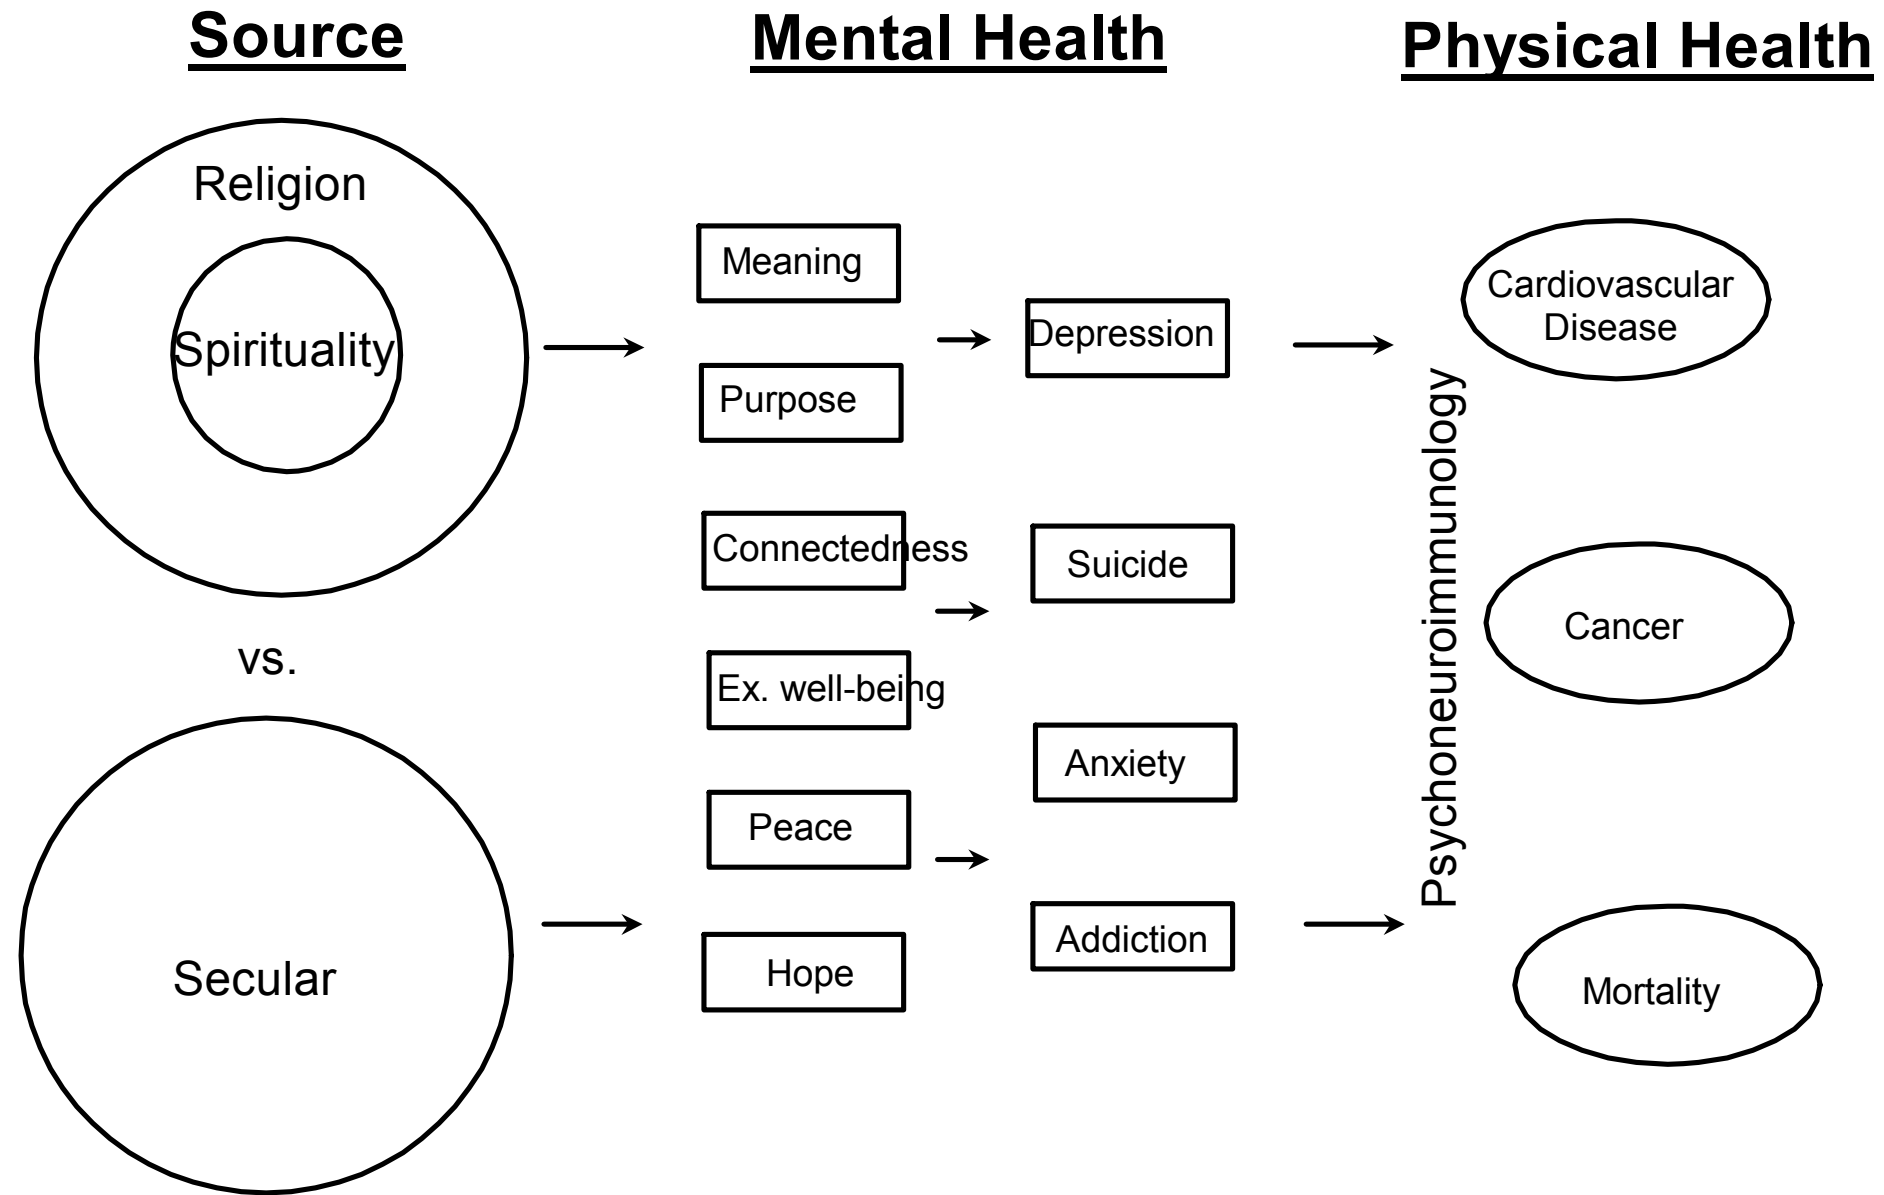 Source
Mental Health
Physical Health
Religion
Spirituality
vs.
Secular
Meaning
Purpose
Connectedness
Ex. well-being
Peace
Hope
Depression
Suicide
Anxiety
Addiction
Psychoneuroimmunology
Cardiovascular
Disease
Cancer
Mortality